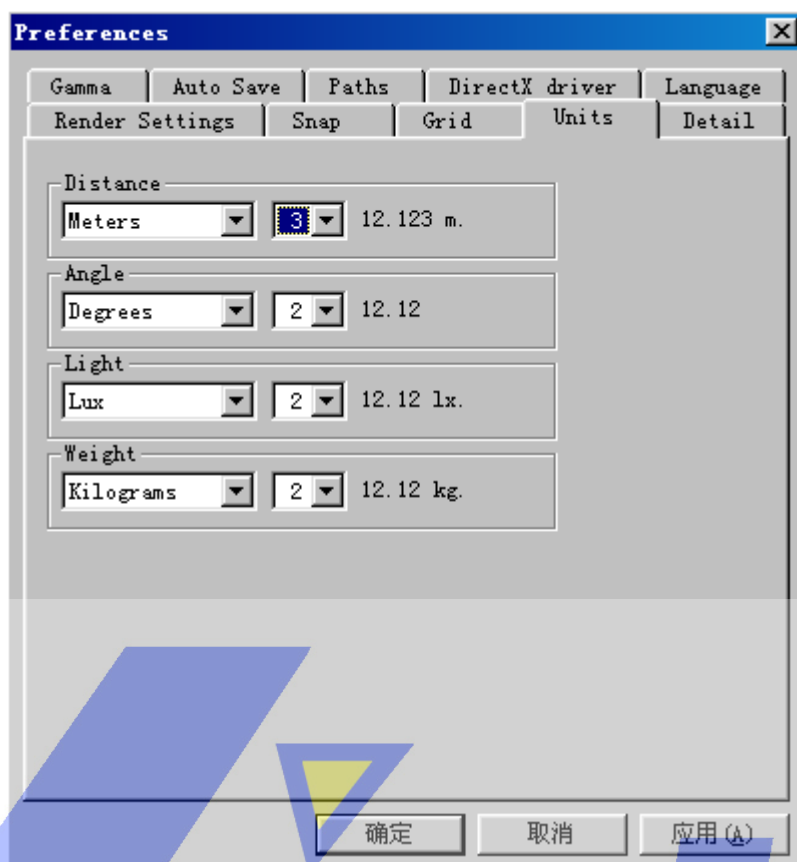 Preferences
Gamma Auto Save Paths DirectX driver Language
Render Settings Snap Grid Units Detail
Distance
Meters 3 12.123 m.
Angle
Degrees 2 12.12
Light
Lux 2 12.12 lx.
Weight
Kilograms 2 12.12 kg.
确定 取消 应用(A)